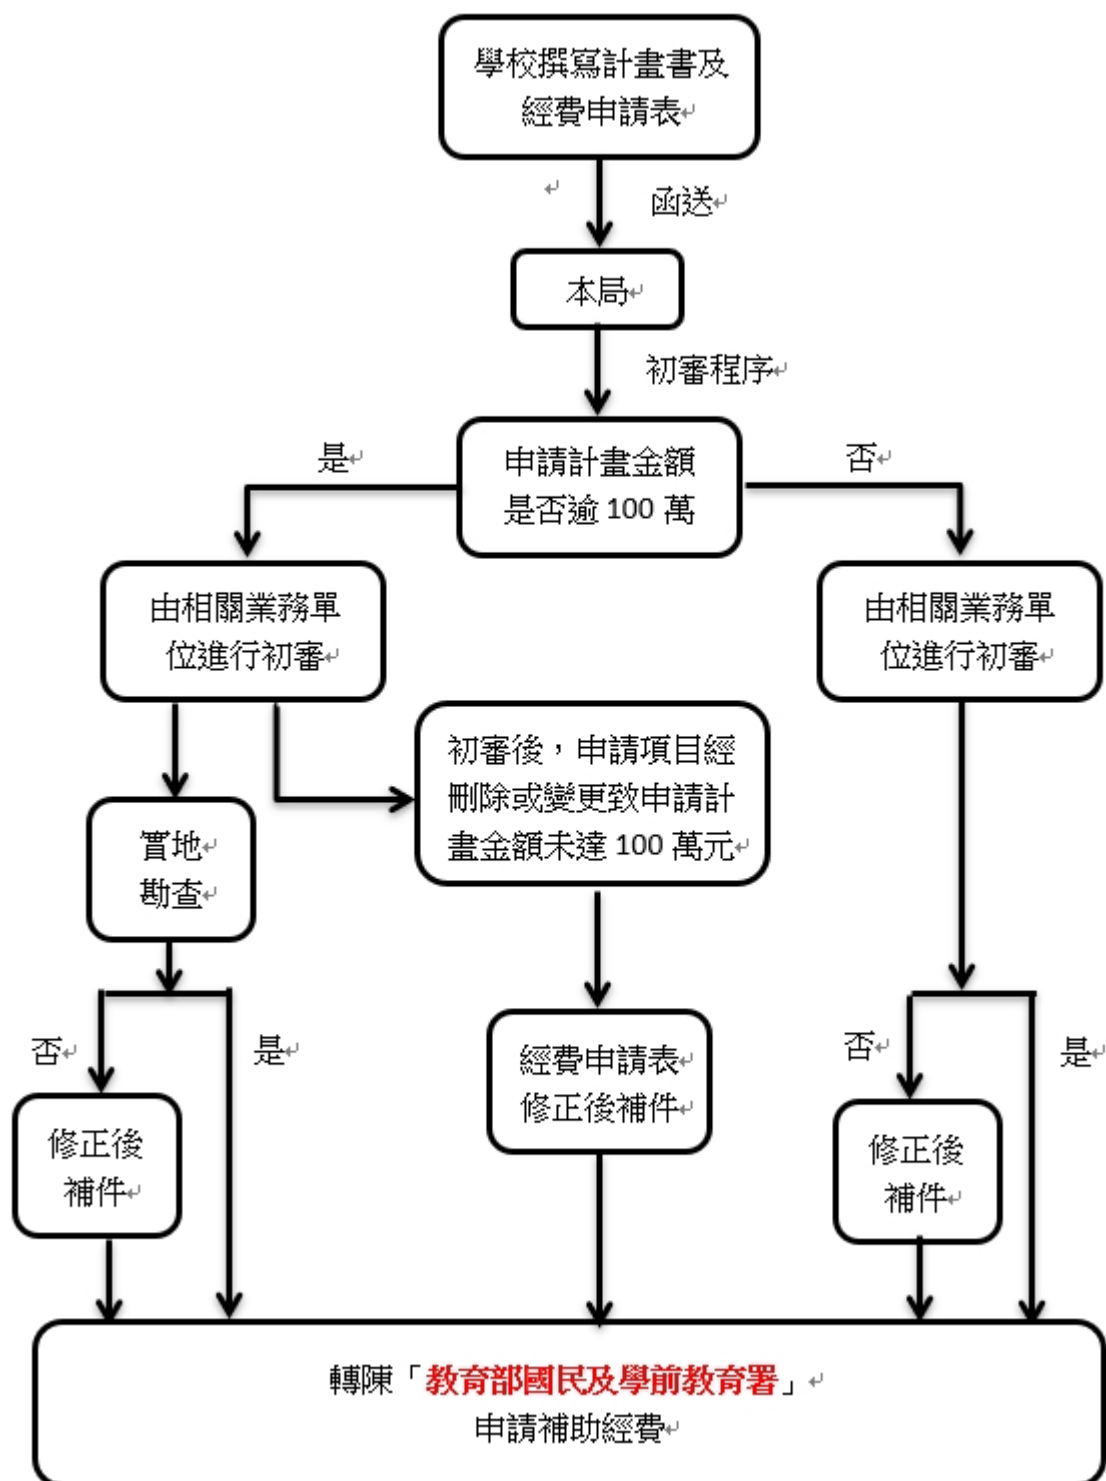 學校撰寫計畫書及
經費申請表
函送
本局
初審程序
是
申請計畫金額
是否逾 100 萬
否
由相關業務單
位進行初審
由相關業務單
位進行初審
初審後，申請項目經
刪除或變更致申請計
畫金額未達 100 萬元
實地
勘查
否
是
經費申請表
修正後補件
否
是
修正後
補件
修正後
補件
轉陳「教育部國民及學前教育署」
申請補助經費